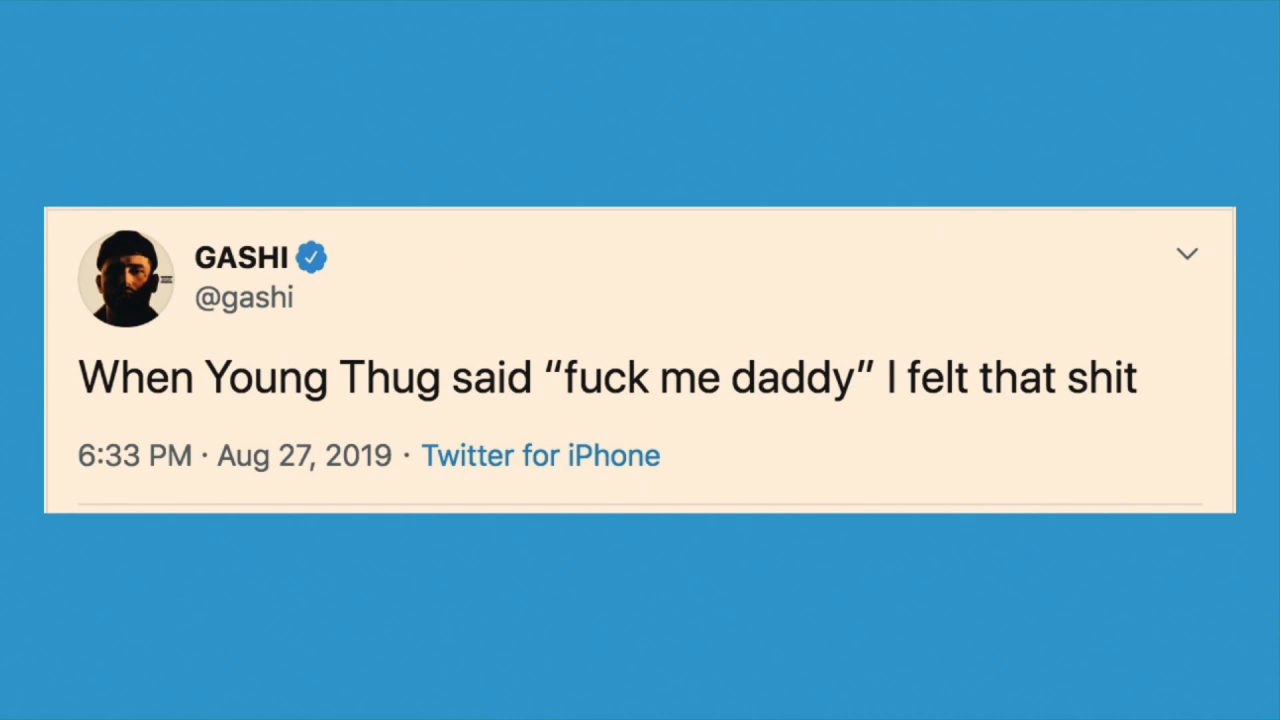 GASHI
@gashi
When Young Thug said “fuck me daddy” I felt that shit
6:33 PM · Aug 27, 2019 · Twitter for iPhone